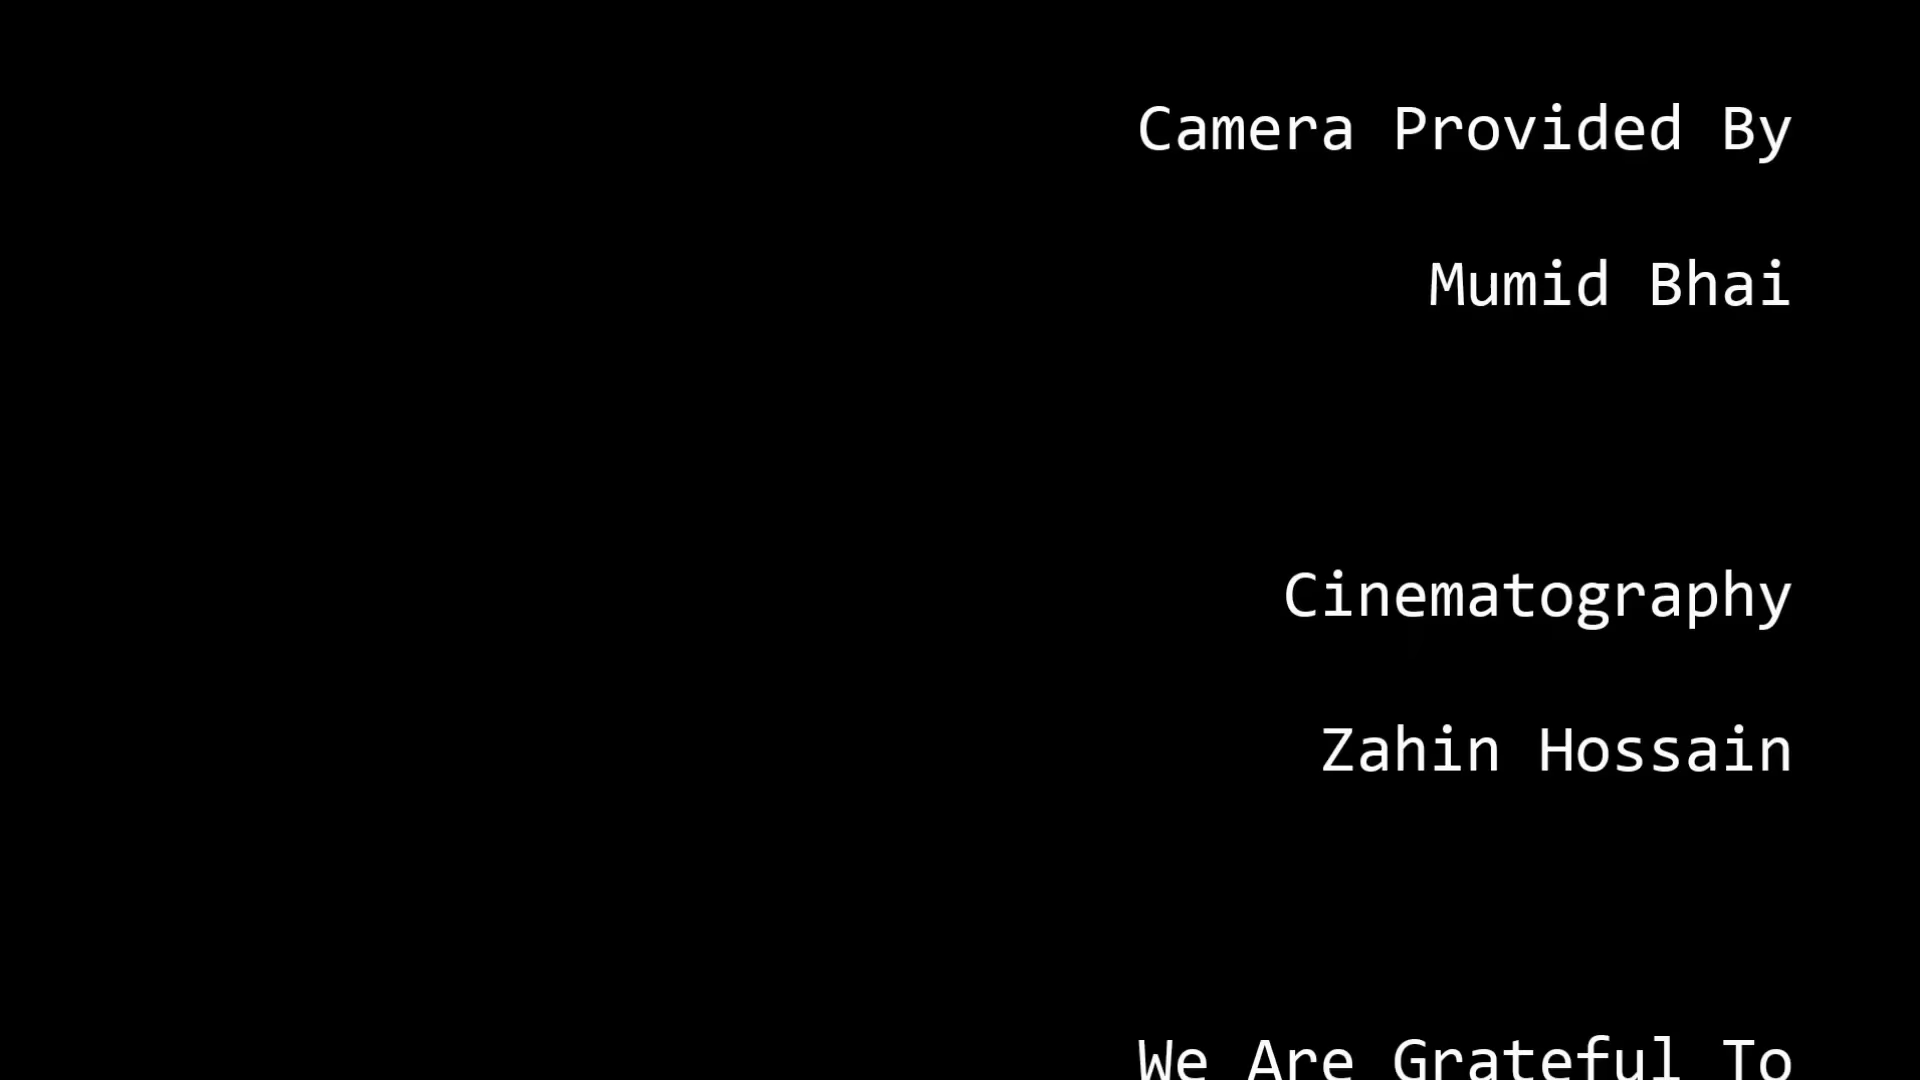 Camera Provided By
Mumid Bhai
Cinematography
Zahin Hossain
We Are Grateful To